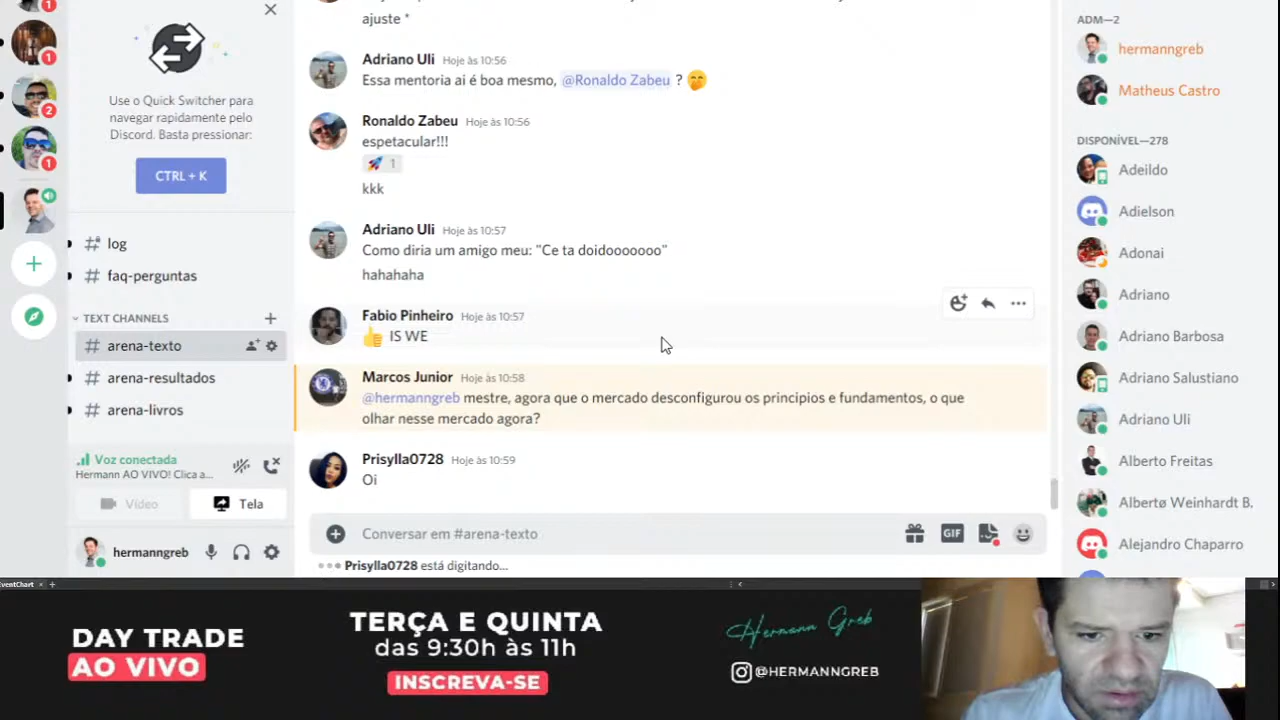 1
1
2
1
Use o Quick Switcher para
navegar rapidamente pelo
Discord. Basta pressionar:
CTRL + K
log
faq-perguntas
TEXT CHANNELS
arena-texto
arena-resultados
arena-livros
Voz conectada
Hermann AO VIVO! Clica a...
Vídeo
Tela
hermanngreb
ajuste *
Adriano Uli Hoje às 10:56
Essa mentoria ai é boa mesmo, @Ronaldo Zabeu ?
Ronaldo Zabeu Hoje às 10:56
espetacular!!!
1
kkk
Adriano Uli Hoje às 10:57
Como diria um amigo meu: "Ce ta doidooooooo"
hahahaha
Fabio Pinheiro Hoje às 10:57
IS WE
Marcos Junior Hoje às 10:58
@hermanngreb mestre, agora que o mercado desconfigurou os principios e fundamentos, o que
olhar nesse mercado agora?
Prisylla0728 Hoje às 10:59
Oi
Conversar em #arena-texto
GIF
Prisylla0728 está digitando...
ADM—2
hermanngreb
Matheus Castro
DISPONÍVEL—278
Adeildo
Adielson
Adonai
Adriano
Adriano Barbosa
Adriano Salustiano
Adriano Uli
Alberto Freitas
Albertø Weinhardt B.
Alejandro Chaparro
EventChart
DAY TRADE
AO VIVO
TERÇA E QUINTA
das 9:30h às 11h
INSCREVA-SE
Hermann Greb
@HERMANNGREB